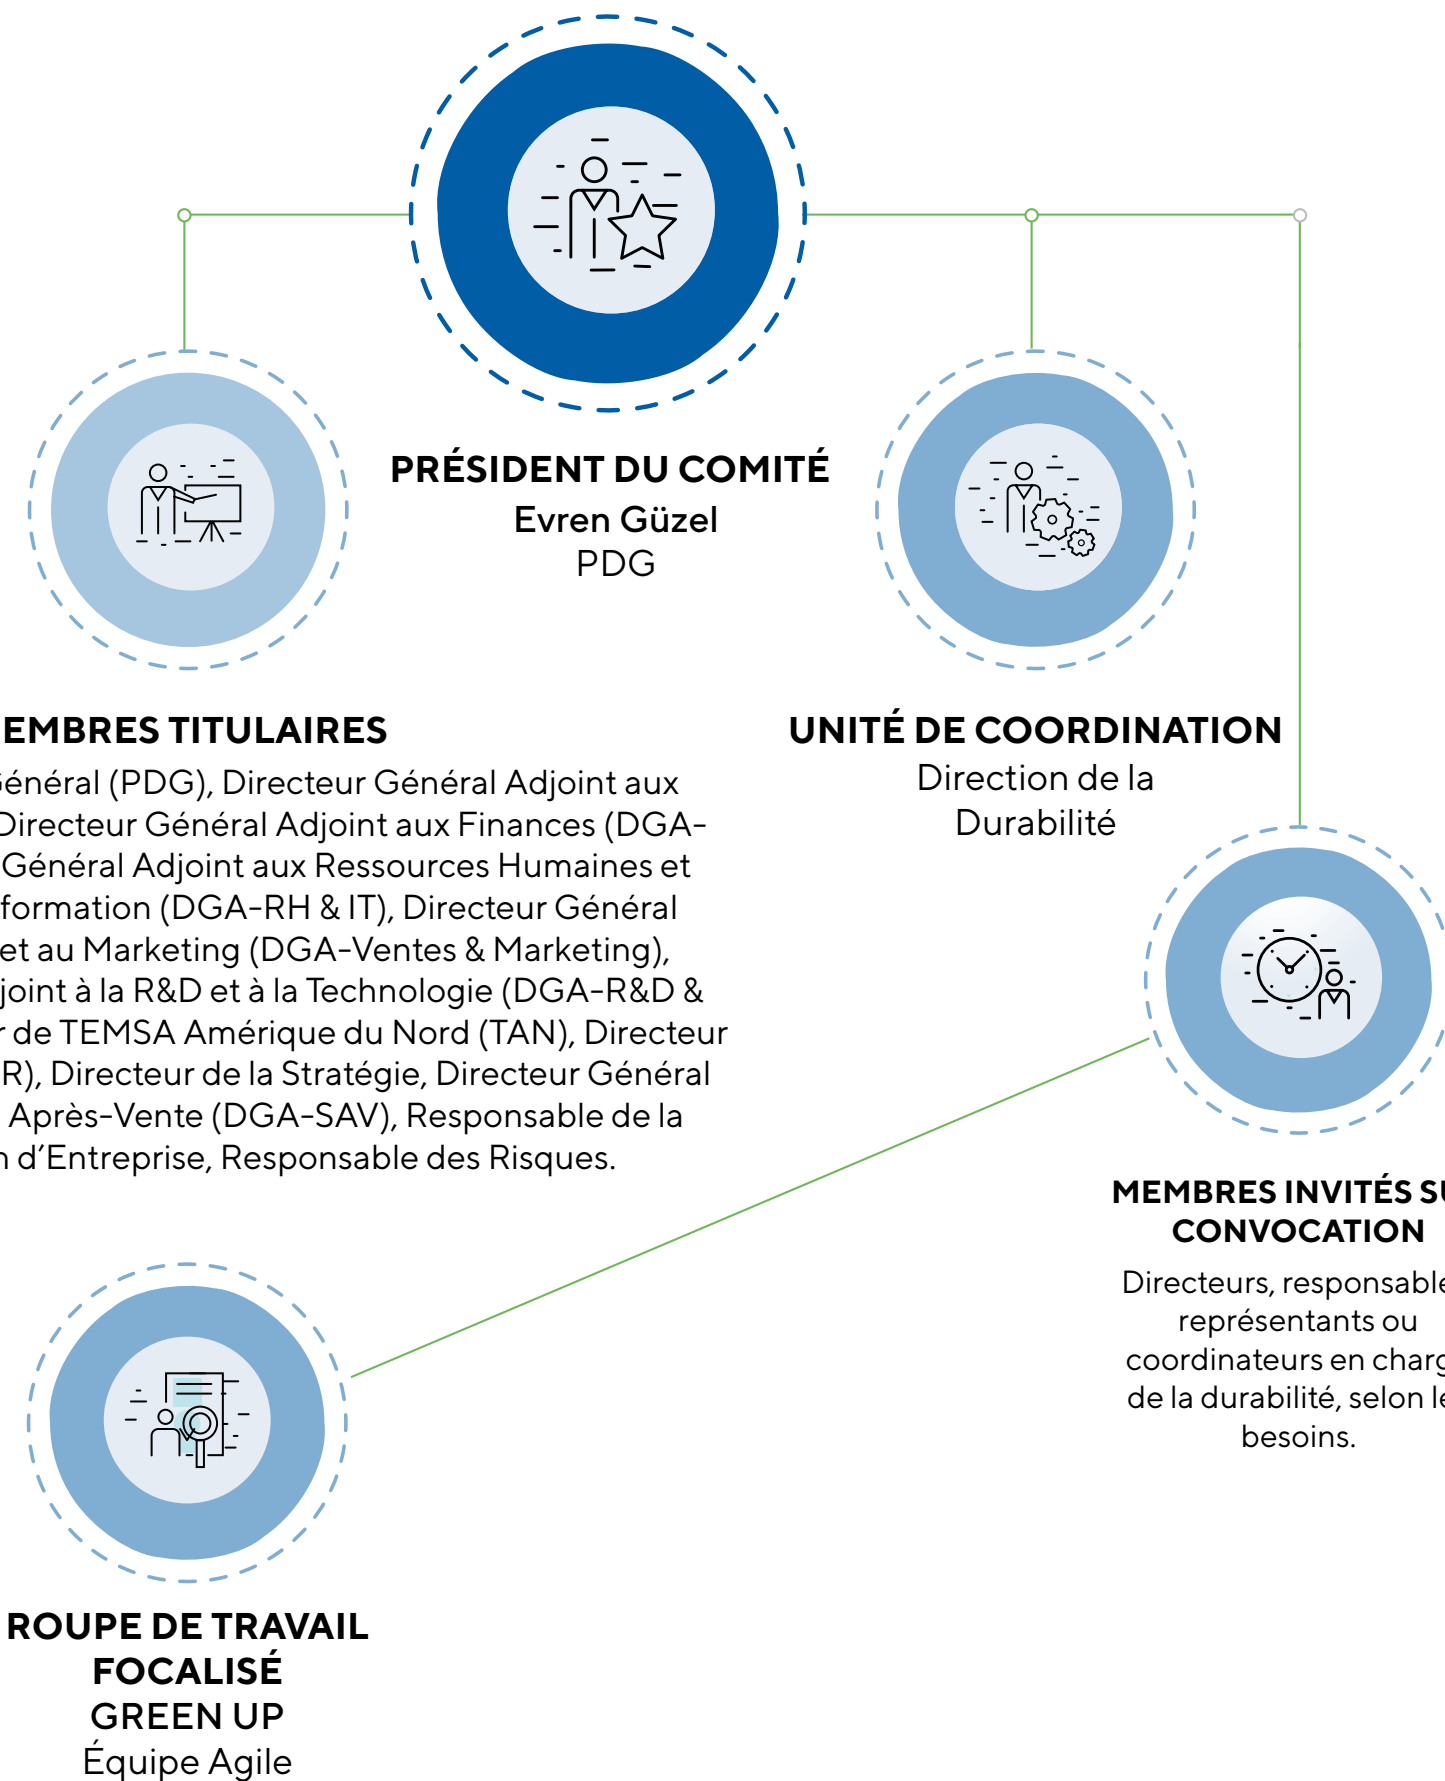 PRÉSIDENT DU COMITÉ
Evren Güzel
PDG
EMBRES TITULAIRES
énéral (PDG), Directeur Général Adjoint aux
Directeur Général Adjoint aux Finances (DGA-
Général Adjoint aux Ressources Humaines et
formation (DGA-RH & IT), Directeur Général
et au Marketing (DGA-Ventes & Marketing),
joint à la R&D et à la Technologie (DGA-R&D &
r de TEMSA Amérique du Nord (TAN), Directeur
R), Directeur de la Stratégie, Directeur Général
Après-Vente (DGA-SAV), Responsable de la
n d’Entreprise, Responsable des Risques.
UNITÉ DE COORDINATION
Direction de la
Durabilité
MEMBRES INVITÉS SU
CONVOCATION
Directeurs, responsable
représentants ou
coordinateurs en charg
de la durabilité, selon le
besoins.
ROUPE DE TRAVAIL
FOCALISÉ
GREEN UP
Équipe Agile